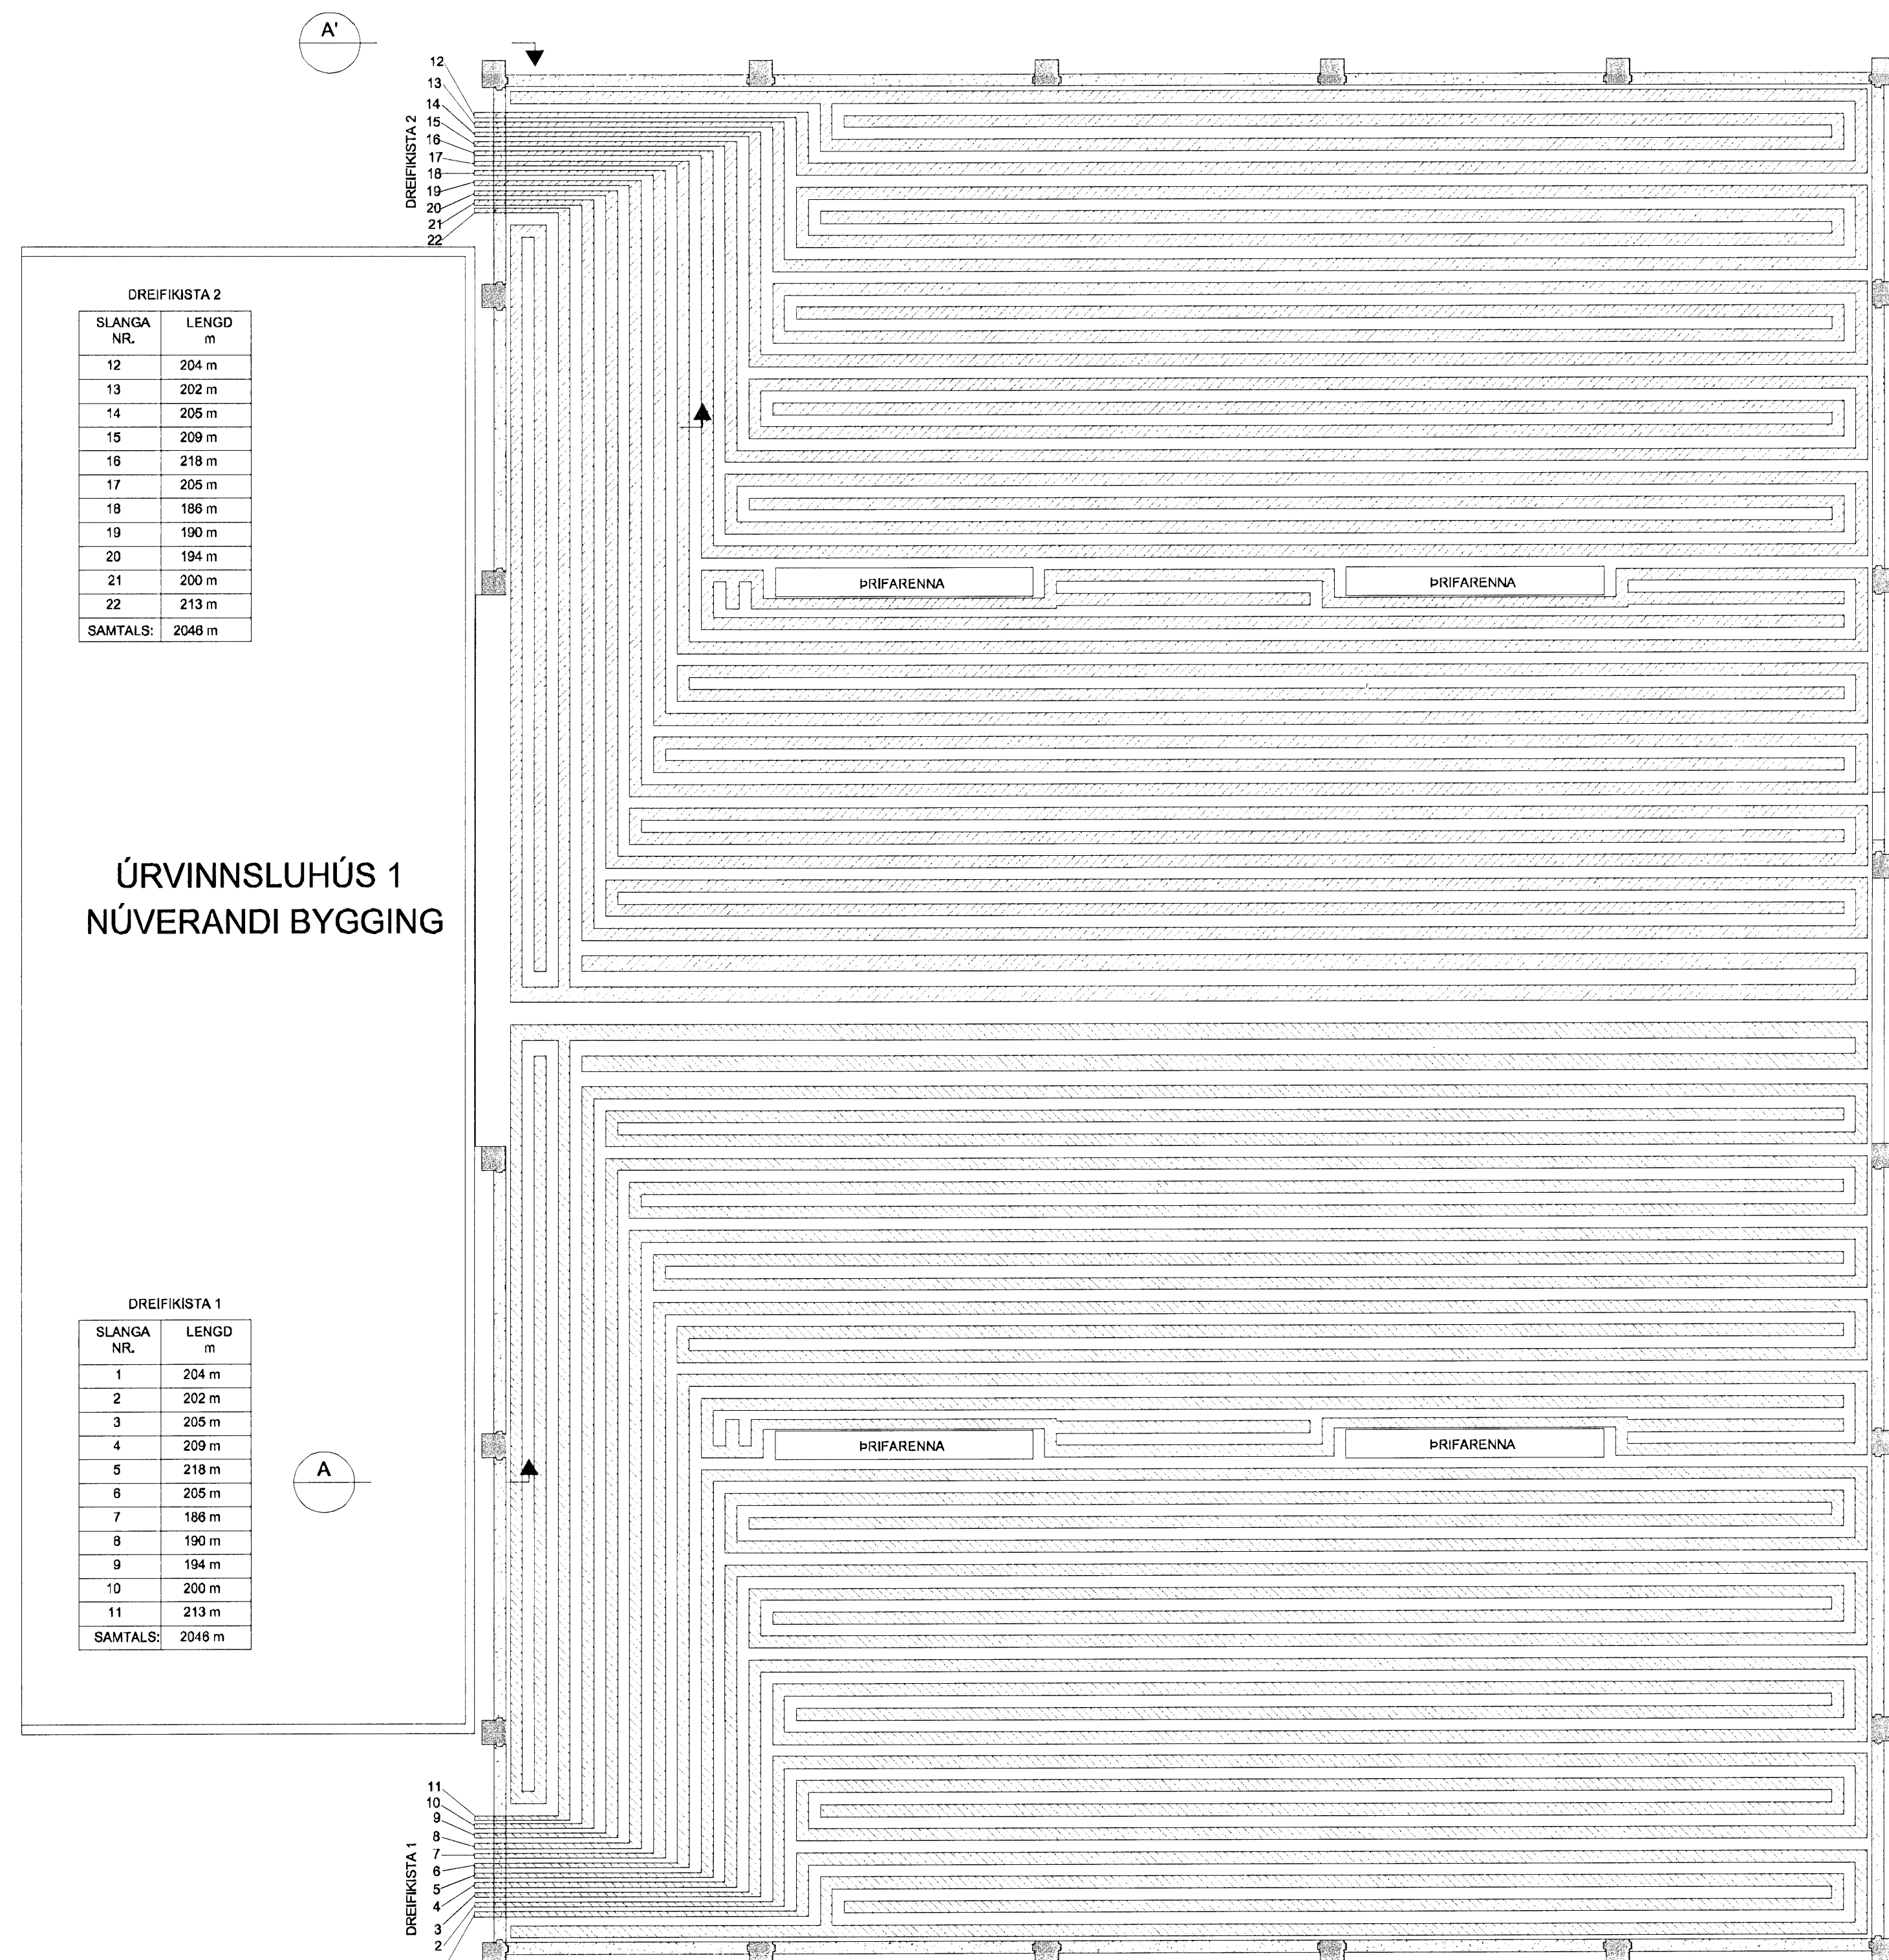 A'
12
13
14
15
16
17
18
19
20
21
22
DREIFIKISTA 2
DREIFIKISTA 2
SLANGA NR. LENGD m
12 204 m
13 202 m
14 205 m
15 209 m
16 218 m
17 205 m
18 186 m
19 190 m
20 194 m
21 200 m
22 213 m
SAMTALS: 2046 m
ÞRIFARENNA
ÞRIFARENNA
ÚRVINNSLUHÚS 1
NÚVERANDI BYGGING
DREIFIKISTA 1
SLANGA NR. LENGD m
1 204 m
2 202 m
3 205 m
4 209 m
5 218 m
6 205 m
7 186 m
8 190 m
9 194 m
10 200 m
11 213 m
SAMTALS: 2046 m
A
ÞRIFARENNA
ÞRIFARENNA
11
10
9
8
7
6
5
4
3
2
DREIFIKISTA 1